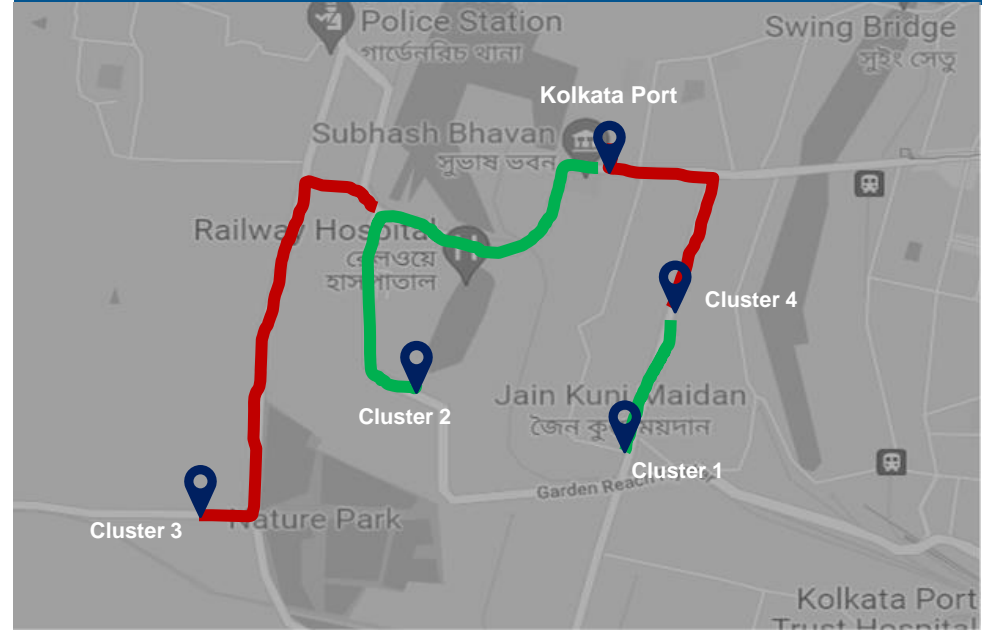 Police Station
গার্ডেনরিচ থানা
Swing Bridge
সুইং সেতু
Kolkata Port
Subhash Bhavan
সুভাষ ভবন
Railway Hospital
রেলওয়ে
হাসপাতাল
Cluster 4
Cluster 2
Jain Kunj Maidan
জৈন ময়দান
Cluster 1
Garden Reach
Cluster 3
Nature Park
Kolkata Port
Trust Hospital